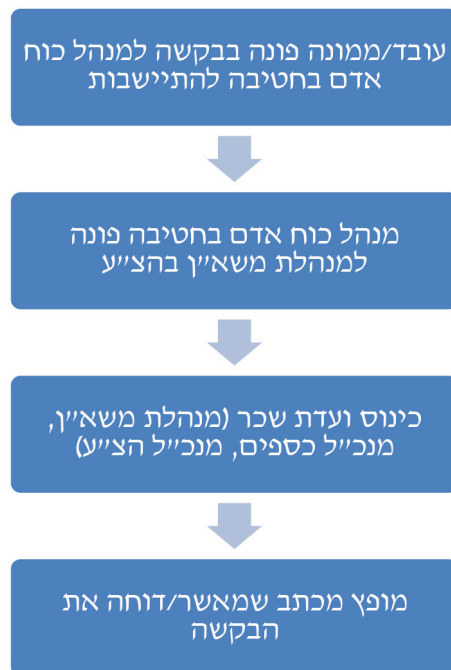 עובד/ממונה פונה בבקשה למנהל כוח
אדם בחטיבה להתיישבות
מנהל כוח אדם בחטיבה פונה
למנהלת משא״ן בהצ״ע
כינוס ועדת שכר (מנהלת משא״ן,
מנכ״ל כספים, מנכ״ל הצ״ע)
מופץ מכתב שמאשר/דוחה את
הבקשה